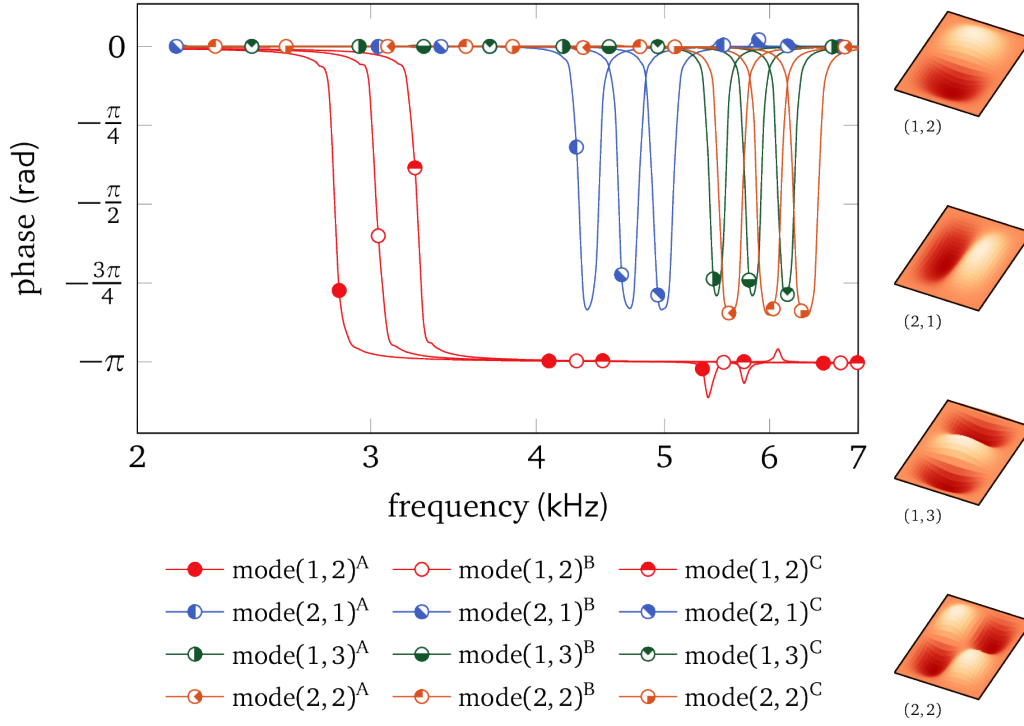 0
−π/4
−π/2
−3π/4
−π
phase (rad)
2 3 4 5 6 7
frequency (kHz)
mode(1, 2)ᴬ mode(1, 2)ᴮ mode(1, 2)ᶜ
mode(2, 1)ᴬ mode(2, 1)ᴮ mode(2, 1)ᶜ
mode(1, 3)ᴬ mode(1, 3)ᴮ mode(1, 3)ᶜ
mode(2, 2)ᴬ mode(2, 2)ᴮ mode(2, 2)ᶜ
(1,2)
(2,1)
(1,3)
(2,2)